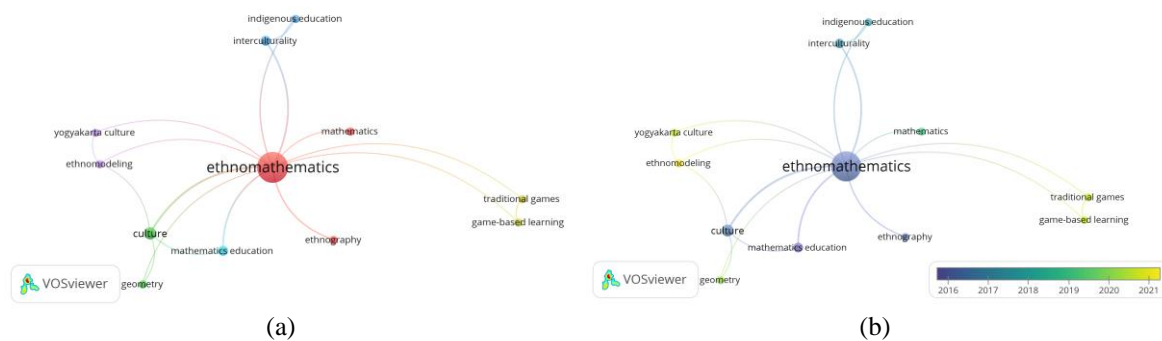 indigenous education
interculturality
yogyakarta culture
mathematics
ethnomodeling
ethnomathematics
traditional games
game-based learning
culture
ethnography
mathematics education
geometry
VOSviewer
(a)
indigenous education
interculturality
yogyakarta culture
mathematics
ethnomodeling
ethnomathematics
traditional games
game-based learning
culture
ethnography
mathematics education
geometry
VOSviewer
2016 2017 2018 2019 2020 2021
(b)